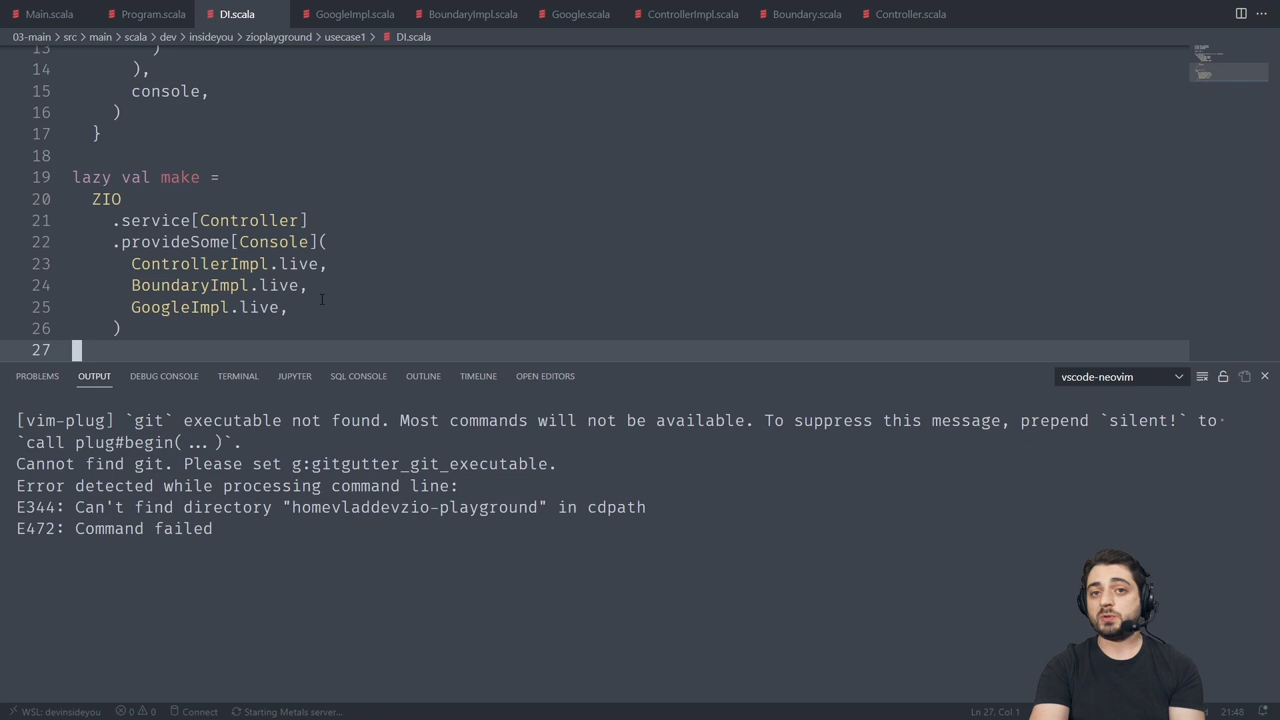 Main.scala Program.scala DI.scala GoogleImpl.scala BoundaryImpl.scala Google.scala ControllerImpl.scala Boundary.scala Controller.scala
03-main > src > main > scala > dev > insideyou > zioplayground > usecase1 > DI.scala
13 )
14 ),
15 console,
16 )
17 }
18
19 lazy val make =
20 ZIO
21 .service[Controller]
22 .provideSome[Console](
23 ControllerImpl.live,
24 BoundaryImpl.live,
25 GoogleImpl.live,
26 )
27
PROBLEMS OUTPUT DEBUG CONSOLE TERMINAL JUPYTER SQL CONSOLE OUTLINE TIMELINE OPEN EDITORS vscode-neovim
[vim-plug] `git` executable not found. Most commands will not be available. To suppress this message, prepend `silent!` to
`call plug#begin(...)`.
Cannot find git. Please set g:gitgutter_git_executable.
Error detected while processing command line:
E344: Can't find directory "homevladdevzio-playground" in cdpath
E472: Command failed
WSL: devinsideyou 0 0 Connect Starting Metals server... Ln 27, Col 1 21:48